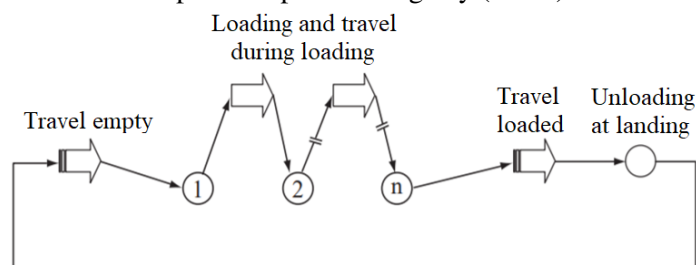 Loading and travel
during loading
Travel empty
Travel
loaded
Unloading
at landing
1
2
n